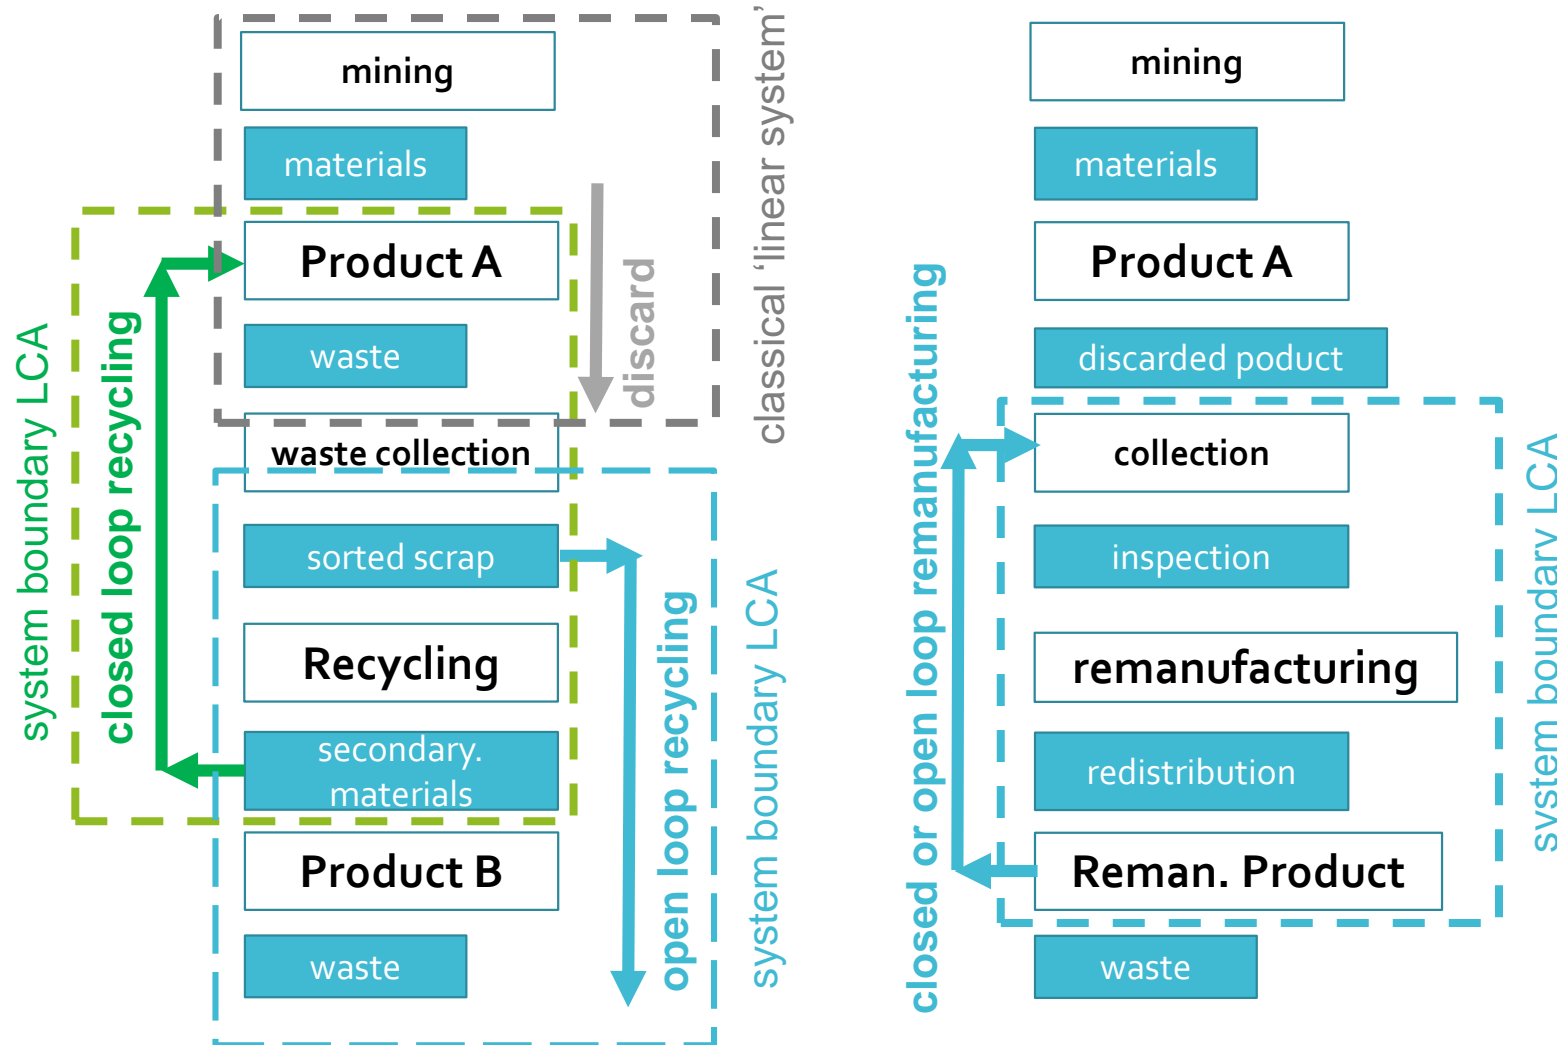 mining
materials
Product A
waste
waste collection
sorted scrap
Recycling
secondary.
materials
Product B
waste
system boundary LCA
closed loop recycling
discard
classical ‘linear system’
open loop recycling
system boundary LCA
mining
materials
Product A
discarded poduct
collection
inspection
remanufacturing
redistribution
Reman. Product
waste
closed or open loop remanufacturing
system boundary LCA